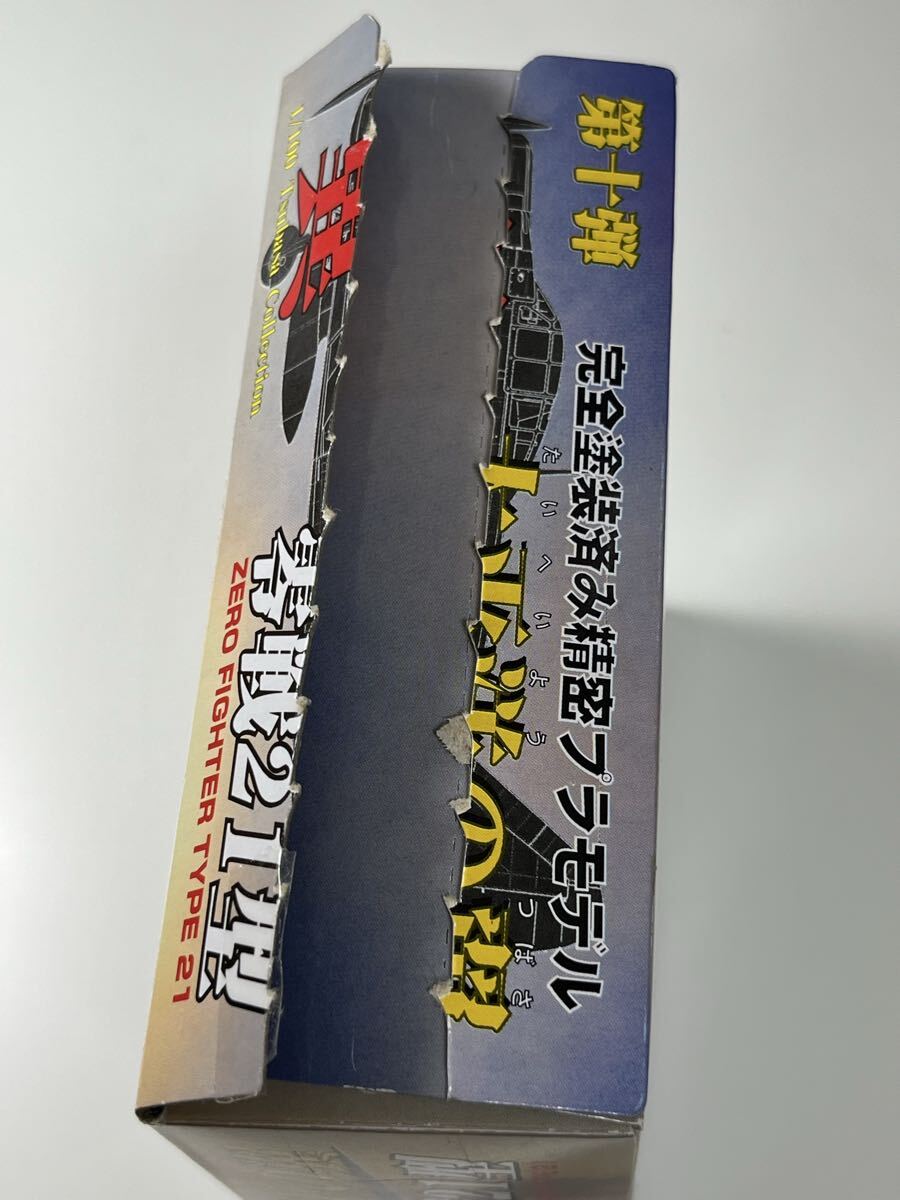 第十弾
完全塗装済み精密プラモデル
たいへいよう つばさ
太平洋の翼
翼
1/100 Tsubasa Collection
零戦21型
ZERO FIGHTER TYPE 21